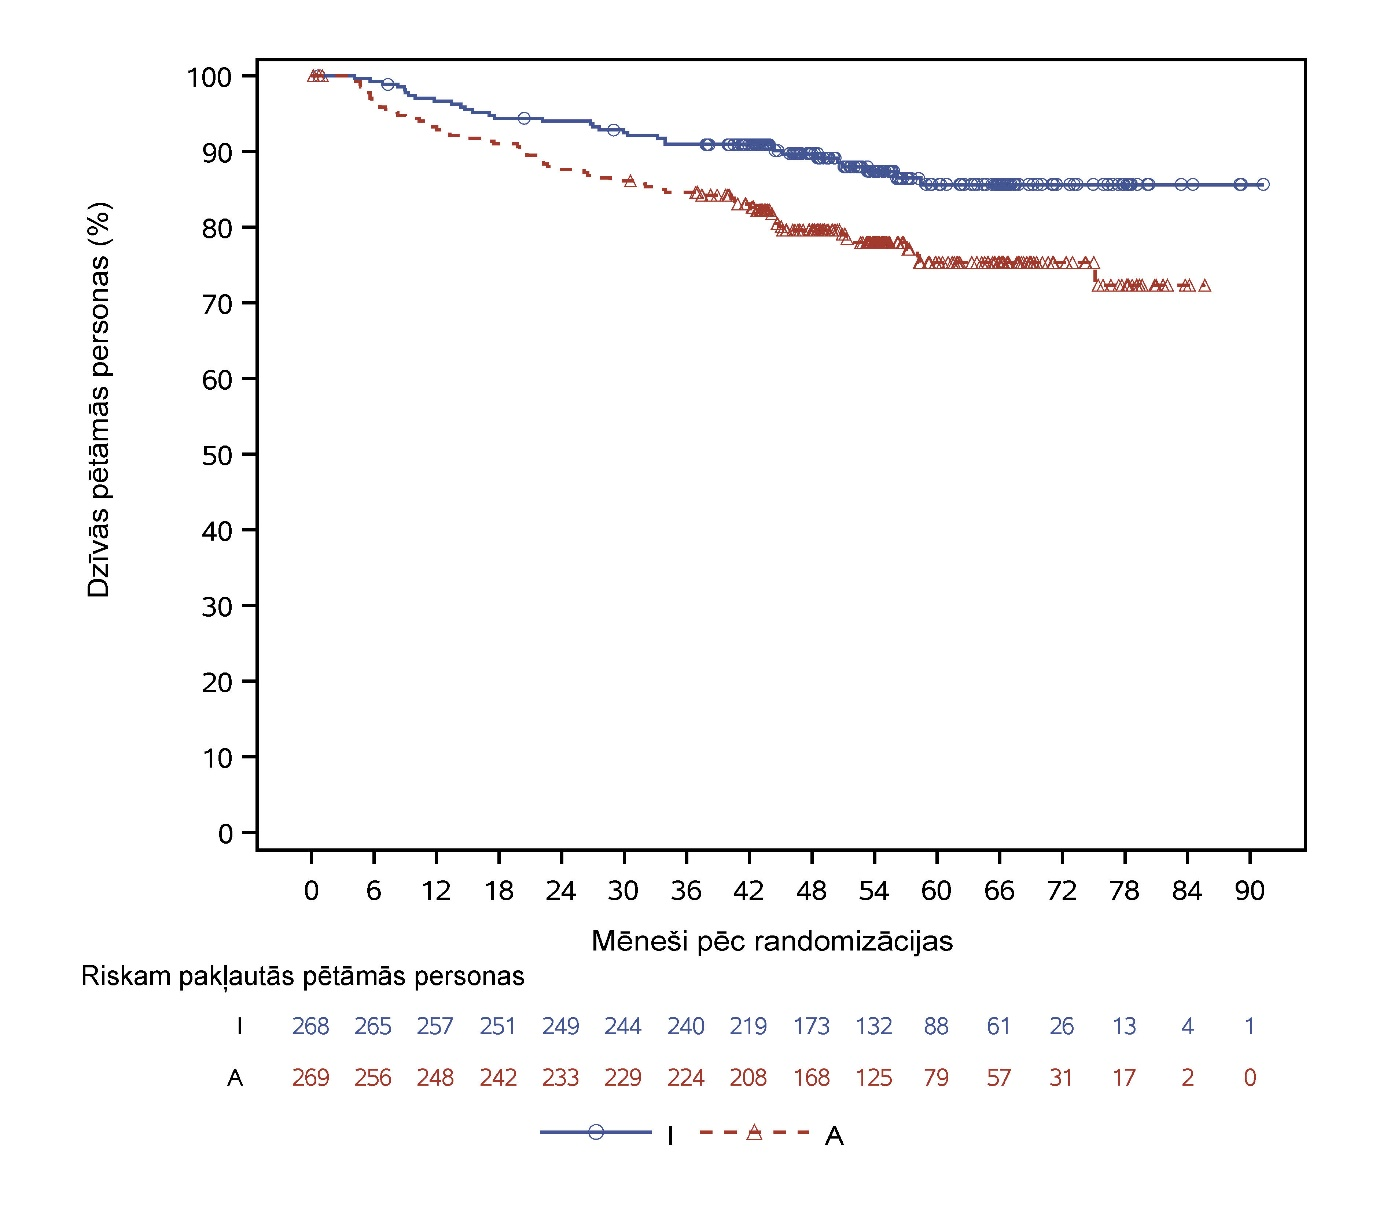 100
90
80
70
60
50
40
30
20
10
0
Dzīvās pētāmās personas (%)
0 6 12 18 24 30 36 42 48 54 60 66 72 78 84 90
Mēneši pēc randomizācijas
Riskam pakļautās pētāmās personas
I 268 265 257 251 249 244 240 219 173 132 88 61 26 13 4 1
A 269 256 248 242 233 229 224 208 168 125 79 57 31 17 2 0
I A